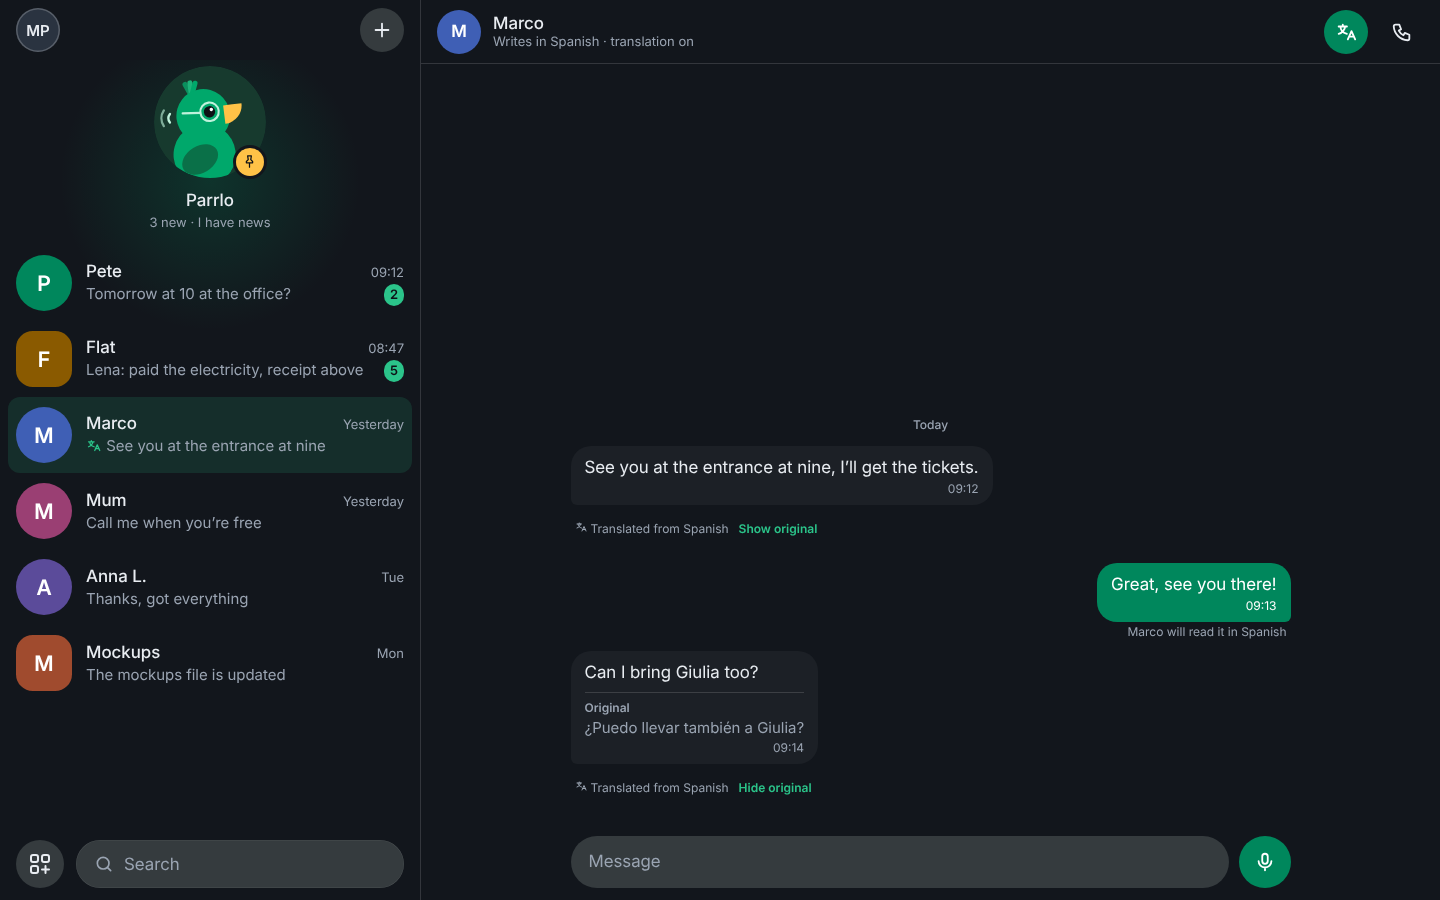 MP
Parrlo
3 new · I have news
P
Pete
09:12
Tomorrow at 10 at the office?
2
F
Flat
08:47
Lena: paid the electricity, receipt above
5
M
Marco
Yesterday
See you at the entrance at nine
M
Mum
Yesterday
Call me when you’re free
A
Anna L.
Tue
Thanks, got everything
M
Mockups
Mon
The mockups file is updated
Search
M
Marco
Writes in Spanish · translation on
Today
See you at the entrance at nine, I’ll get the tickets.
09:12
Translated from Spanish Show original
Great, see you there!
09:13
Marco will read it in Spanish
Can I bring Giulia too?
Original
¿Puedo llevar también a Giulia?
09:14
Translated from Spanish Hide original
Message